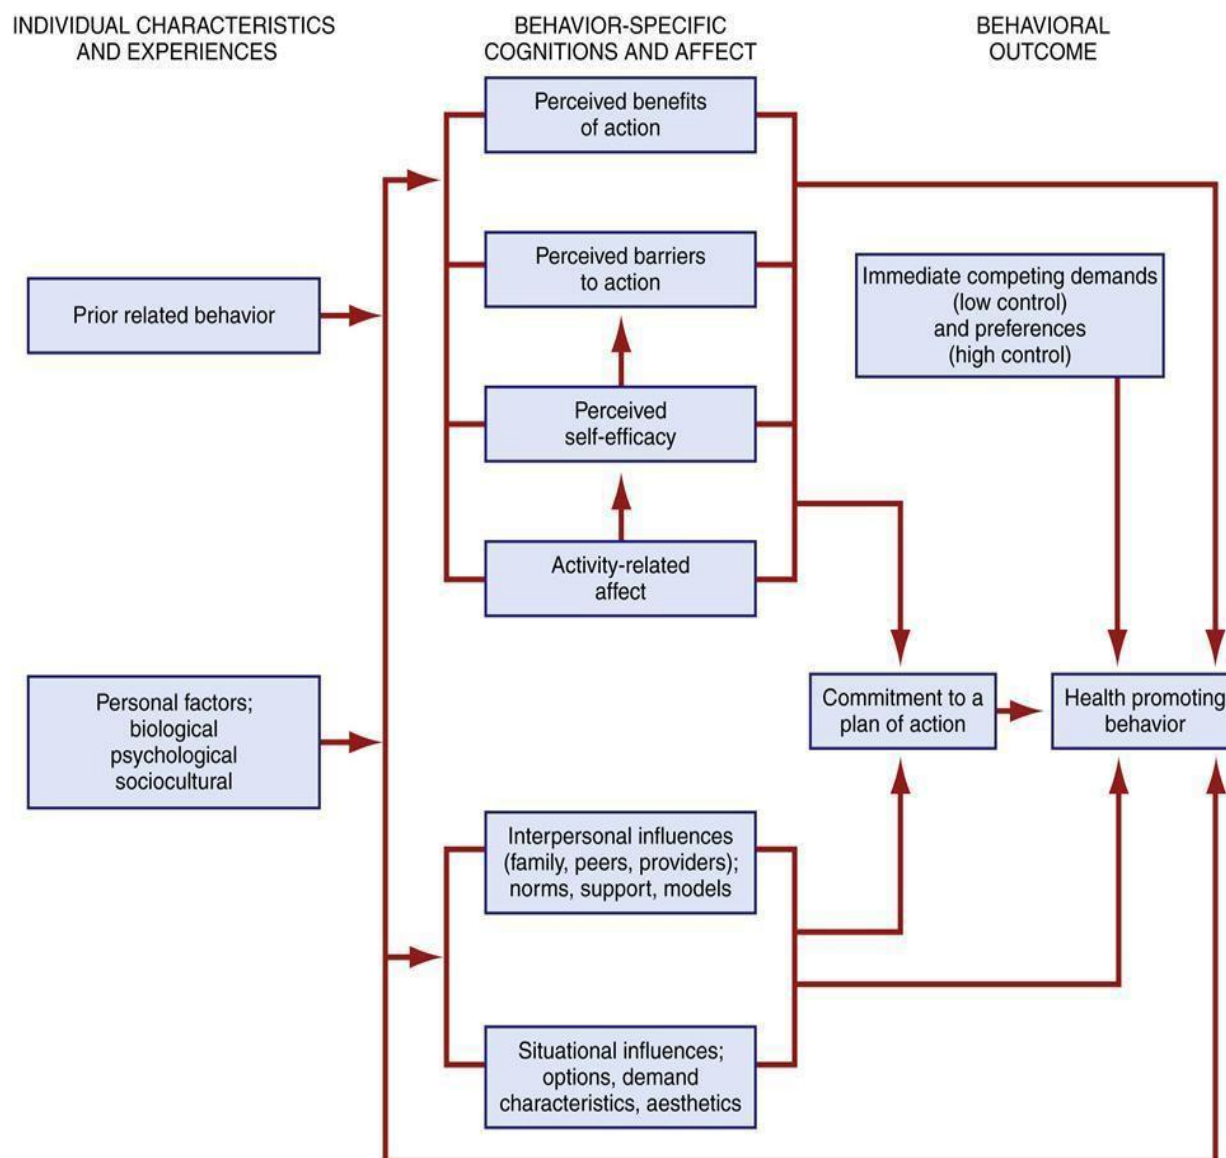 INDIVIDUAL CHARACTERISTICS
AND EXPERIENCES
BEHAVIOR-SPECIFIC
COGNITIONS AND AFFECT
BEHAVIORAL
OUTCOME
Perceived benefits
of action
Perceived barriers
to action
Immediate competing demands
(low control)
and preferences
(high control)
Prior related behavior
Perceived
self-efficacy
Activity-related
affect
Personal factors;
biological
psychological
sociocultural
Commitment to a
plan of action
Health promoting
behavior
Interpersonal influences
(family, peers, providers);
norms, support, models
Situational influences;
options, demand
characteristics, aesthetics